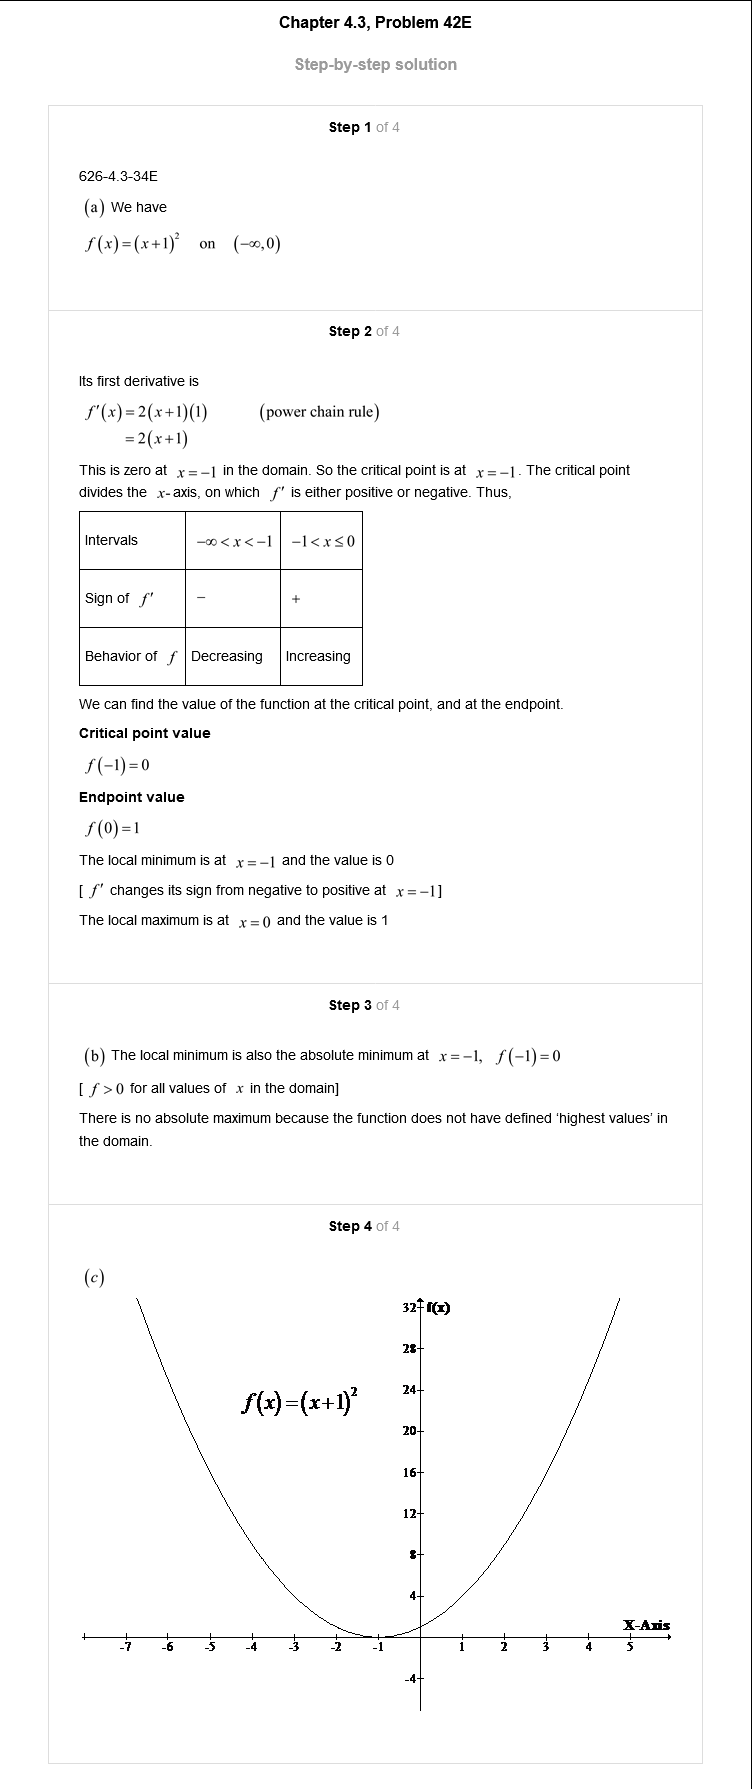 Chapter 4.3, Problem 42E
Step-by-step solution
Step 1 of 4
626-4.3-34E
(a) We have
f(x)=(x+1)² on (−∞,0)
Step 2 of 4
Its first derivative is
f'(x)=2(x+1)(1) (power chain rule)
=2(x+1)
This is zero at x=−1 in the domain. So the critical point is at x=−1. The critical point
divides the x-axis, on which f' is either positive or negative. Thus,
Intervals −∞<x<−1 −1<x≤0
Sign of f' − +
Behavior of f Decreasing Increasing
We can find the value of the function at the critical point, and at the endpoint.
Critical point value
f(−1)=0
Endpoint value
f(0)=1
The local minimum is at x=−1 and the value is 0
[ f' changes its sign from negative to positive at x=−1]
The local maximum is at x=0 and the value is 1
Step 3 of 4
(b) The local minimum is also the absolute minimum at x=−1, f(−1)=0
[ f>0 for all values of x in the domain]
There is no absolute maximum because the function does not have defined ‘highest values’ in
the domain.
Step 4 of 4
(c)
32 f(x)
28
24
f(x)=(x+1)²
20
16
12
8
4
X-Axis
-7 -6 -5 -4 -3 -2 -1 1 2 3 4 5
-4